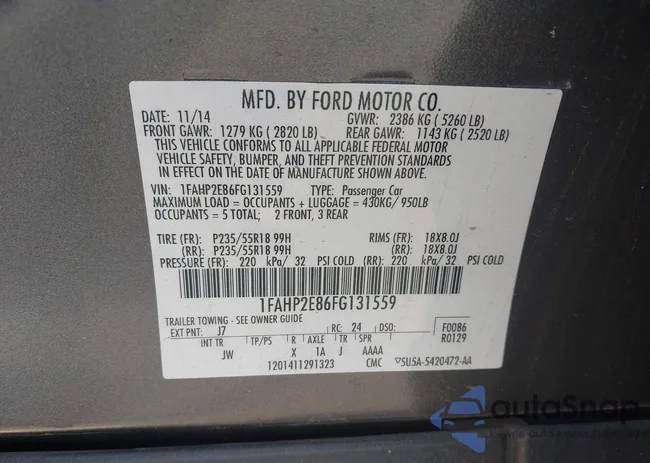 MFD. BY FORD MOTOR CO.
DATE: 11/14 GVWR: 2386 KG ( 5260 LB)
FRONT GAWR: 1279 KG ( 2820 LB) REAR GAWR: 1143 KG ( 2520 LB)
THIS VEHICLE CONFORMS TO ALL APPLICABLE FEDERAL MOTOR
VEHICLE SAFETY, BUMPER, AND THEFT PREVENTION STANDARDS
IN EFFECT ON THE DATE OF MANUFACTURE SHOWN ABOVE.
VIN: 1FAHP2E86FG131559 TYPE: Passenger Car
MAXIMUM LOAD = OCCUPANTS + LUGGAGE = 430KG/ 950LB
OCCUPANTS = 5 TOTAL; 2 FRONT, 3 REAR
TIRE (FR): P235/55R18 99H RIMS (FR): 18X8.0J
(RR): P235/55R18 99H (RR): 18X8.0J
PRESSURE (FR): 220 kPa/ 32 PSI COLD (RR): 220 kPa/ 32 PSI COLD
1FAHP2E86FG131559
TRAILER TOWING - SEE OWNER GUIDE
EXT PNT: J7 RC: 24 DSO: F0086
INT TR TP/PS R AXLE TR SPR R0129
JW X 1A J AAAA
1201411291323 CMC 5U5A-5420472-AA
autoSnap